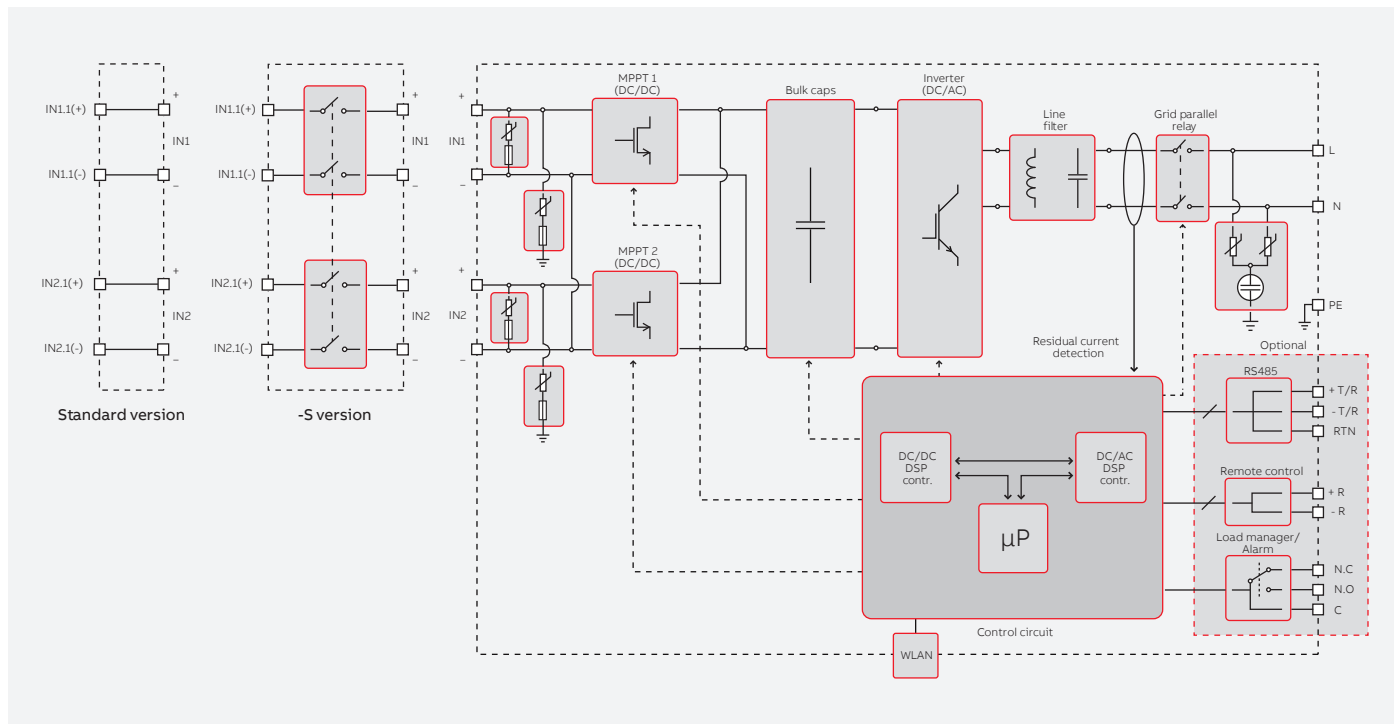 IN1.1(+)
+
IN1
IN1.1(-)
−
IN2.1(+)
+
IN2
IN2.1(-)
−
Standard version
IN1.1(+)
+
IN1
IN1.1(-)
−
IN2.1(+)
+
IN2
IN2.1(-)
−
-S version
+
IN1
−
+
IN2
−
MPPT 1
(DC/DC)
MPPT 2
(DC/DC)
Bulk caps
Inverter
(DC/AC)
Line
filter
Grid parallel
relay
L
N
PE
Residual current
detection
Optional
RS485
+ T/R
- T/R
RTN
Remote control
+ R
- R
Load manager/
Alarm
N.C
N.O
C
DC/DC
DSP
contr.
DC/AC
DSP
contr.
µP
Control circuit
WLAN